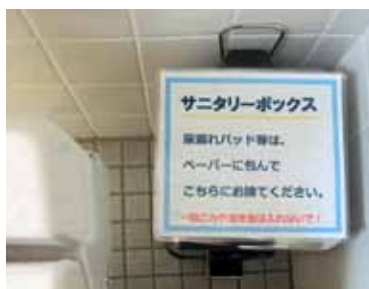 サニタリーボックス
尿漏れパッド等は、
ペーパーに包んで
こちらにお捨てください。